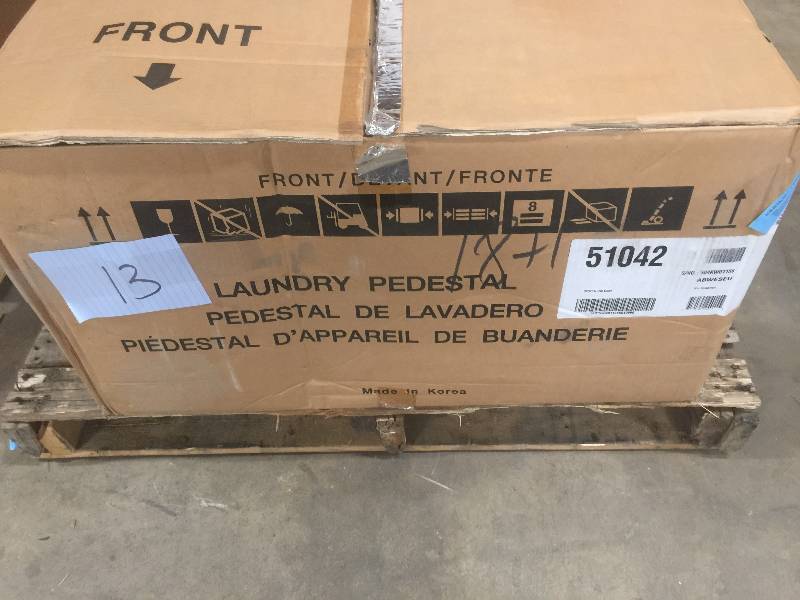 FRONT
FRONT/DEVANT/FRONTE
8
18+1
13
51042
ABWESEU
LAUNDRY PEDESTAL
PEDESTAL DE LAVADERO
PIÉDESTAL D'APPAREIL DE BUANDERIE
Made in Korea